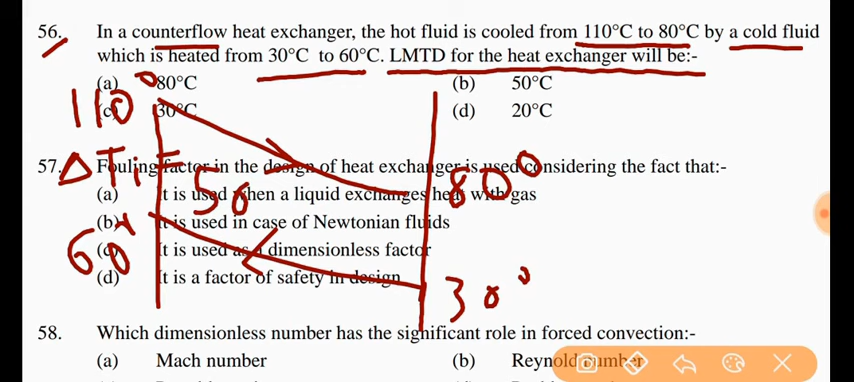 56. In a counterflow heat exchanger, the hot fluid is cooled from 110°C to 80°C by a cold fluid
which is heated from 30°C to 60°C. LMTD for the heat exchanger will be:-
(a) 80°C (b) 50°C
110°
(c) 30°C (d) 20°C
57. Fouling factor in the design of heat exchanger is used considering the fact that:-
ΔT₁ = 50
80°
(a) It is used when a liquid exchanges heat with gas
(b) It is used in case of Newtonian fluids
60°
(c) It is used as a dimensionless factor
(d) It is a factor of safety in design
30°
58. Which dimensionless number has the significant role in forced convection:-
(a) Mach number (b) Reynold number